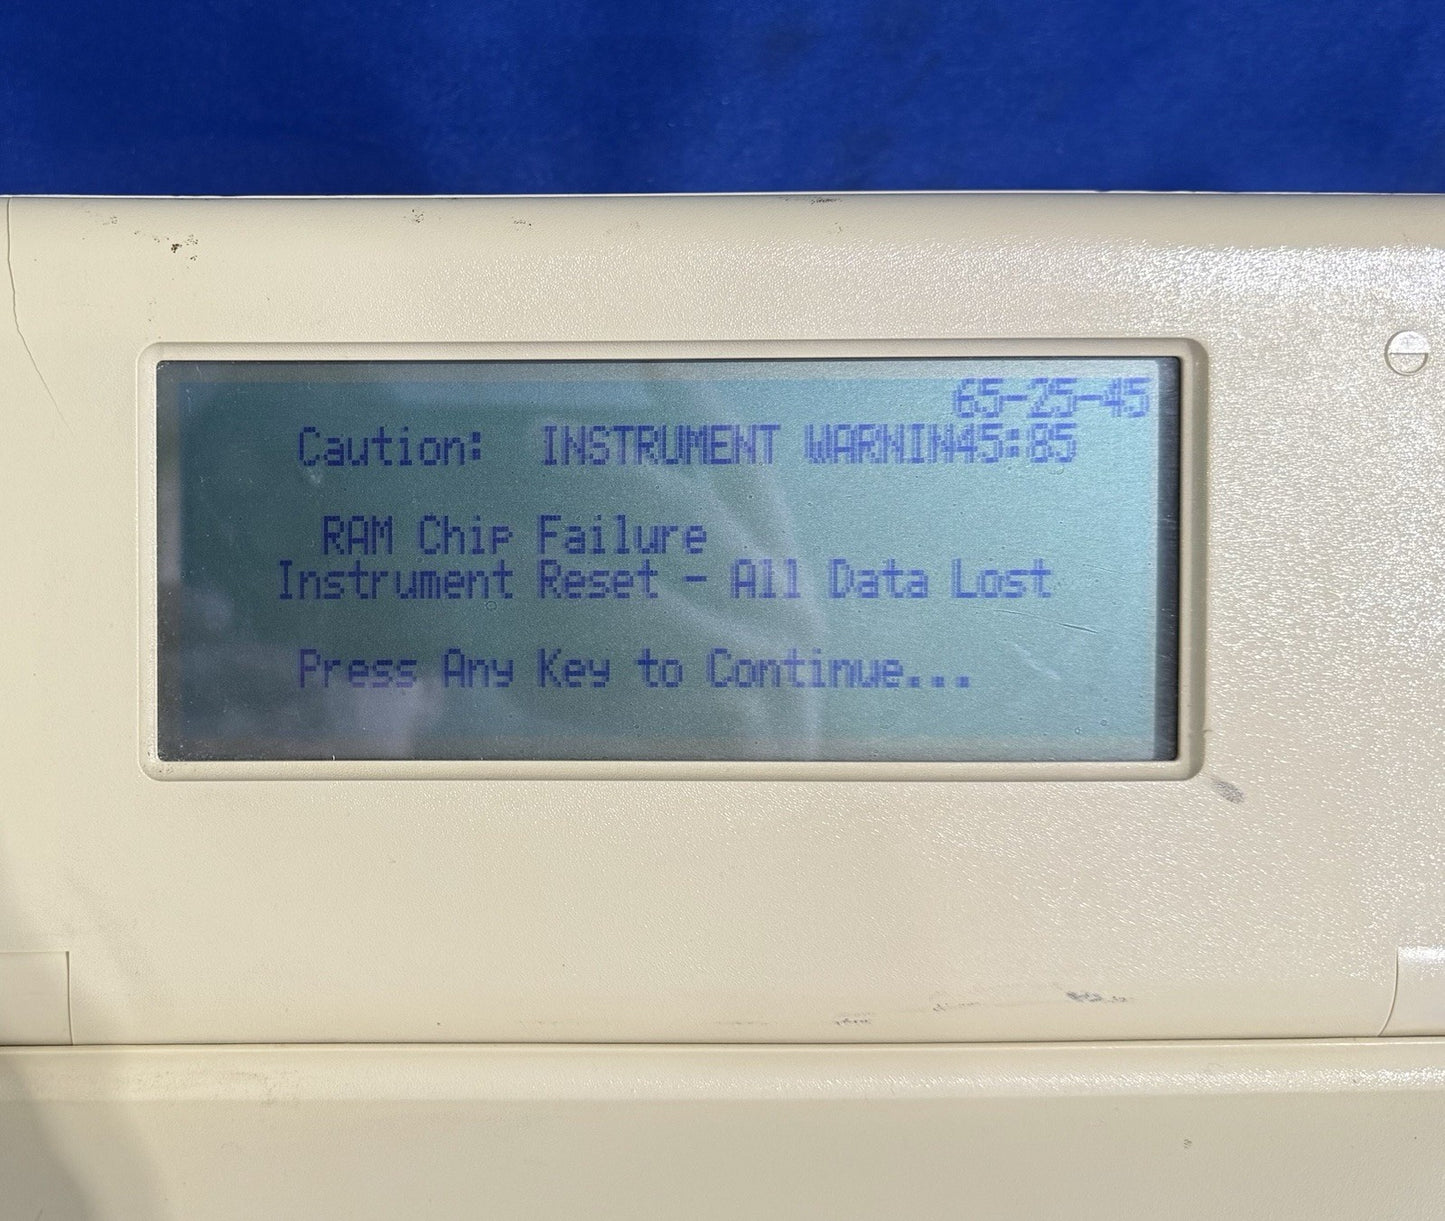 65-25-45
Caution: INSTRUMENT WARNIN45:85
RAM Chip Failure
Instrument Reset - All Data Lost
Press Any Key to Continue...